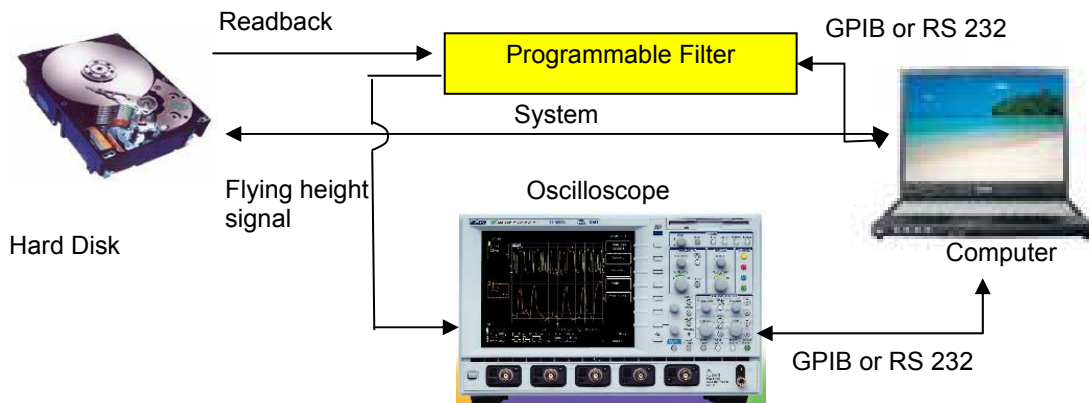 Readback
Programmable Filter
GPIB or RS 232
System
Flying height
signal
Oscilloscope
Hard Disk
Computer
GPIB or RS 232